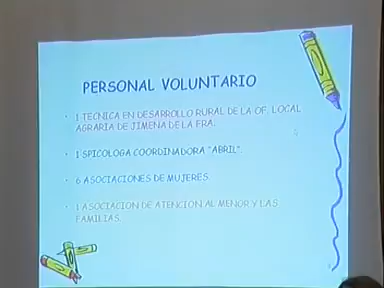 PERSONAL VOLUNTARIO
• 1 TECNICA EN DESARROLLO RURAL DE LA OF. LOCAL
AGRARIA DE JIMENA DE LA FRA.
• 1 SPICOLOGA COORDINADORA "ABRIL".
• 6 ASOCIACIONES DE MUJERES.
• 1 ASOCIACION DE ATENCION AL MENOR Y LAS
FAMILIAS.